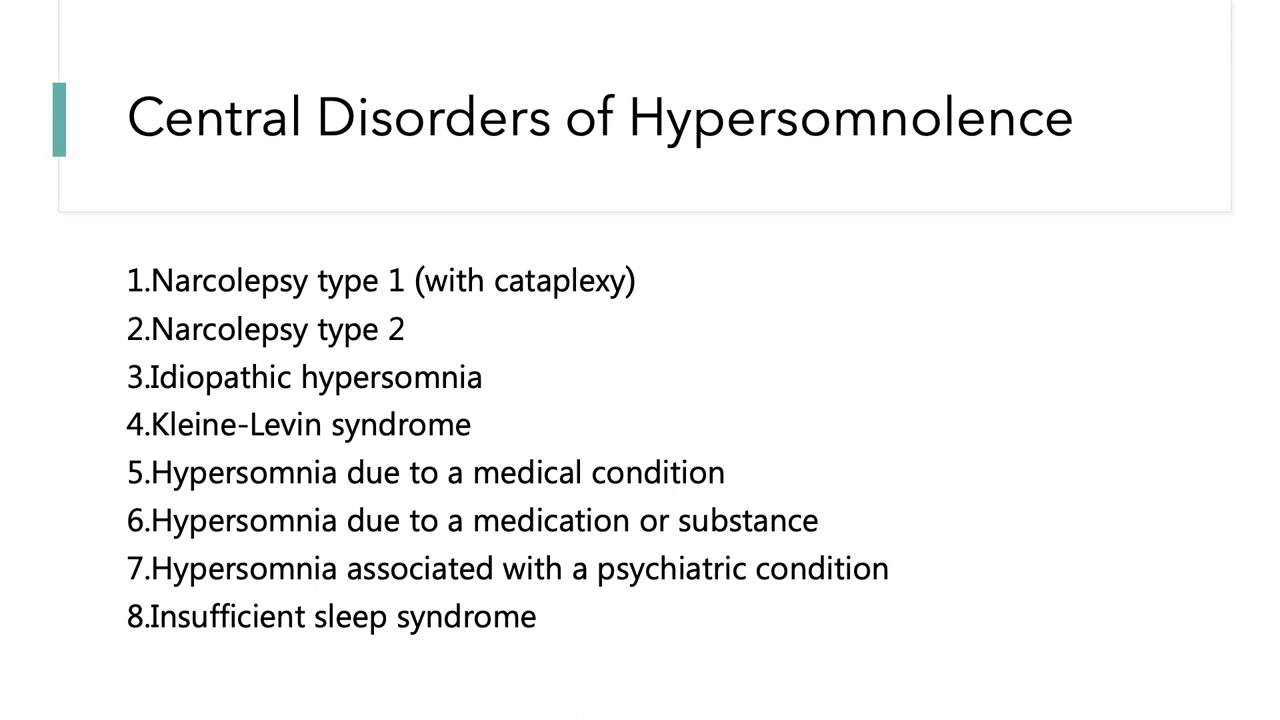 Central Disorders of Hypersomnolence
1.Narcolepsy type 1 (with cataplexy)
2.Narcolepsy type 2
3.Idiopathic hypersomnia
4.Kleine-Levin syndrome
5.Hypersomnia due to a medical condition
6.Hypersomnia due to a medication or substance
7.Hypersomnia associated with a psychiatric condition
8.Insufficient sleep syndrome